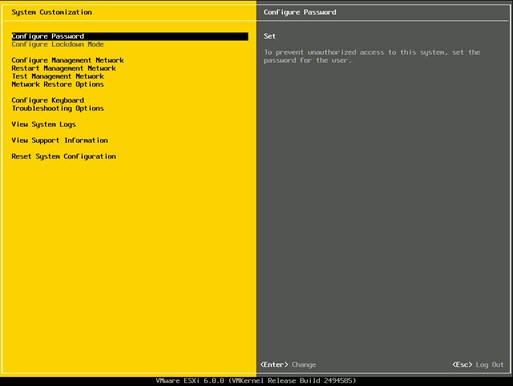 System Customization
Configure Password
Configure Lockdown Mode
Configure Management Network
Restart Management Network
Test Management Network
Network Restore Options
Configure Keyboard
Troubleshooting Options
View System Logs
View Support Information
Reset System Configuration
Configure Password
Set
To prevent unauthorized access to this system, set the
password for the user.
<Enter> Change
<Esc> Log Out
VMware ESXi 6.0.0 (VMKernel Release Build 2494585)